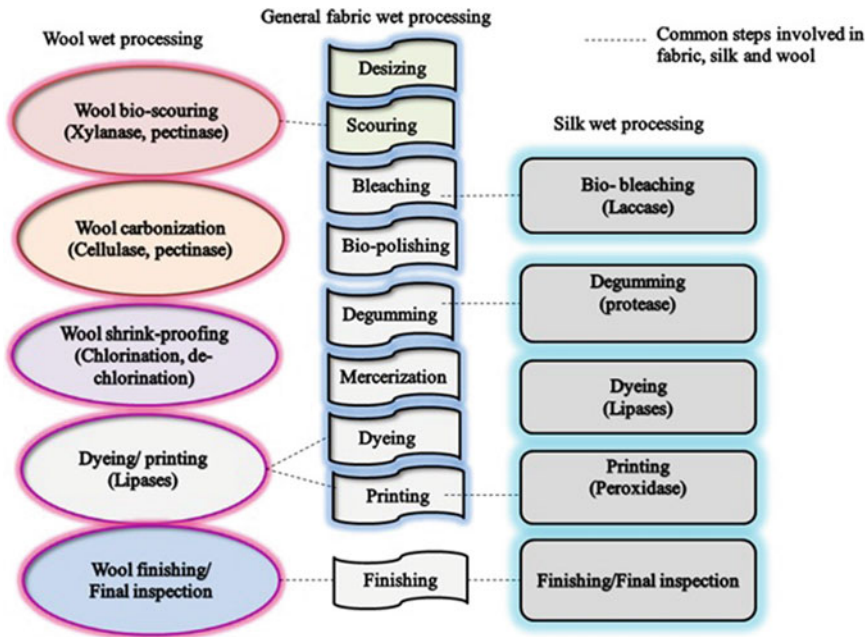 Wool wet processing
Wool bio-scouring
(Xylanase, pectinase)
Wool carbonization
(Cellulase, pectinase)
Wool shrink-proofing
(Chlorination, de-
chlorination)
Dyeing/ printing
(Lipases)
Wool finishing/
Final inspection
General fabric wet processing
Desizing
Scouring
Bleaching
Bio-polishing
Degumming
Mercerization
Dyeing
Printing
Finishing
Common steps involved in
fabric, silk and wool
Silk wet processing
Bio- bleaching
(Laccase)
Degumming
(protease)
Dyeing
(Lipases)
Printing
(Peroxidase)
Finishing/Final inspection